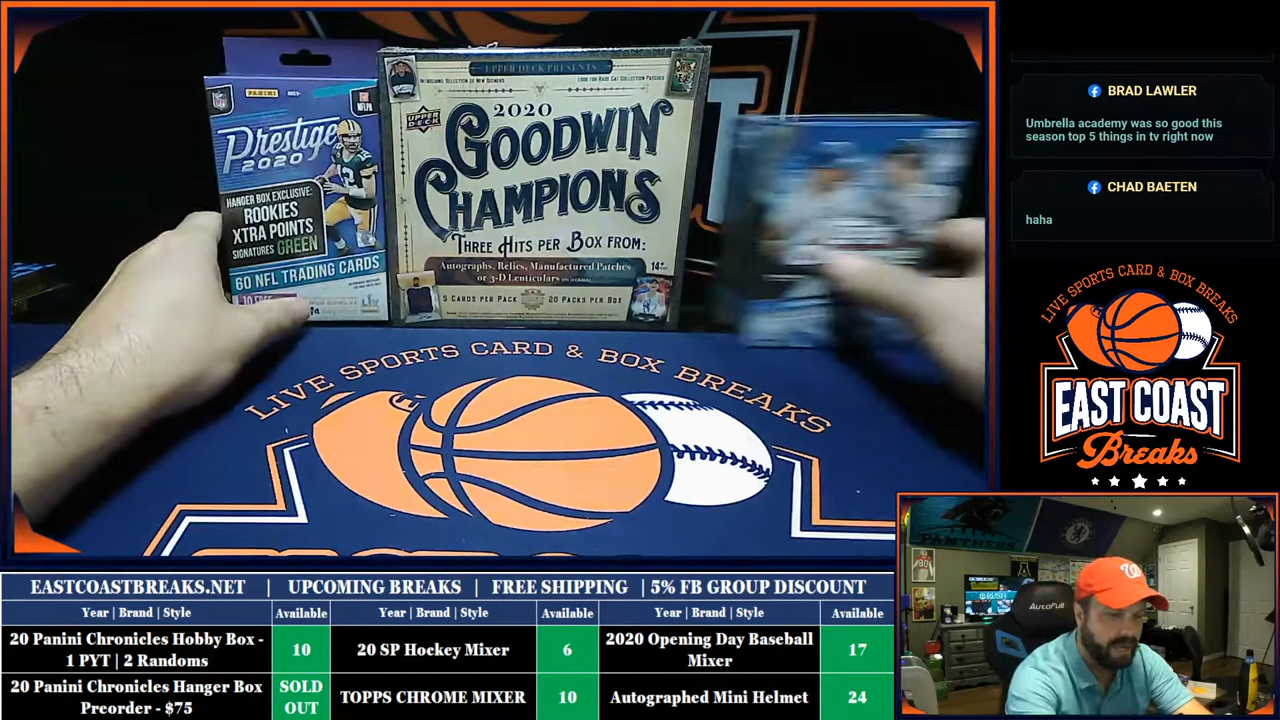 PANINI
NFL
NFLPA
Prestige
2020
HANGER BOX EXCLUSIVE:
ROOKIES
XTRA POINTS
SIGNATURES GREEN
60 NFL TRADING CARDS
UPPER DECK PRESENTS
2020
UPPER DECK
GOODWIN
CHAMPIONS
THREE HITS PER BOX FROM:
Autographs, Relics, Manufactured Patches
or 3-D Lenticulars
14+
5 CARDS PER PACK
20 PACKS PER BOX
LIVE SPORTS CARD & BOX BREAKS
BRAD LAWLER
Umbrella academy was so good this
season top 5 things in tv right now
CHAD BAETEN
haha
LIVE SPORTS CARD & BOX BREAKS
EAST COAST
Breaks
PANTHERS
AutoFull
W
EASTCOASTBREAKS.NET | UPCOMING BREAKS | FREE SHIPPING | 5% FB GROUP DISCOUNT
Year | Brand | Style Available Year | Brand | Style Available Year | Brand | Style Available
20 Panini Chronicles Hobby Box -
1 PYT | 2 Randoms
10
20 SP Hockey Mixer
6
2020 Opening Day Baseball
Mixer
17
20 Panini Chronicles Hanger Box
Preorder - $75
SOLD
OUT
TOPPS CHROME MIXER
10
Autographed Mini Helmet
24